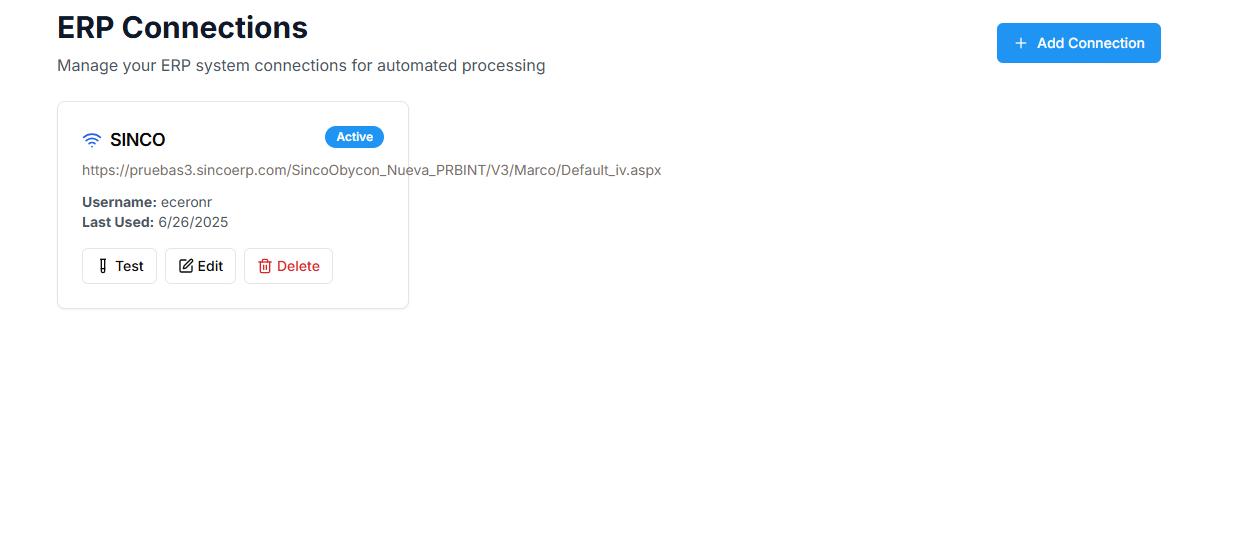 ERP Connections
Add Connection
Manage your ERP system connections for automated processing
SINCO
Active
https://pruebas3.sincoerp.com/SincoObycon_Nueva_PRBINT/V3/Marco/Default_iv.aspx
Username: eceronr
Last Used: 6/26/2025
Test Edit Delete